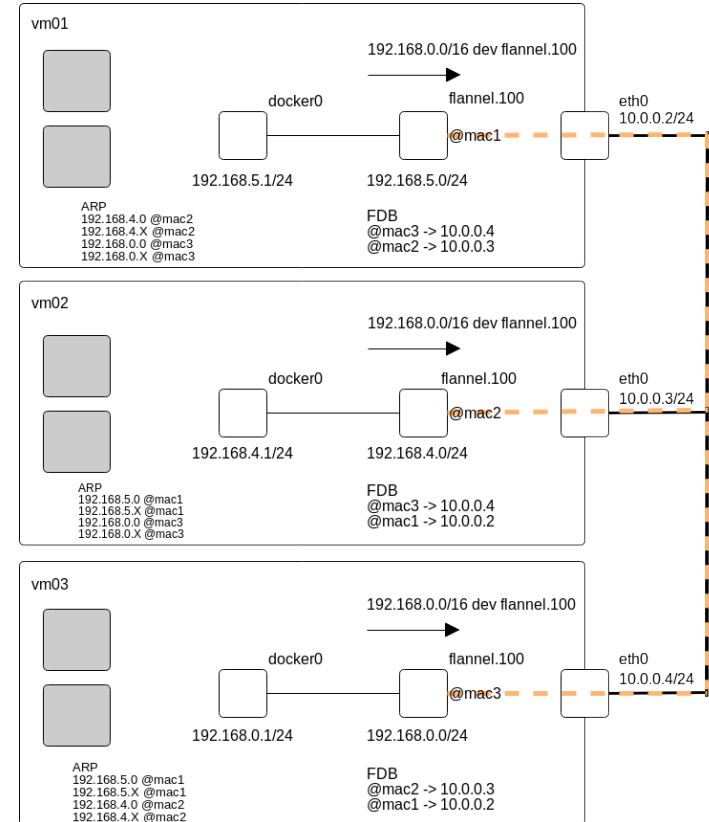 vm01
192.168.0.0/16 dev flannel.100
docker0
flannel.100
eth0
10.0.0.2/24
@mac1
192.168.5.1/24
192.168.5.0/24
ARP
192.168.4.0 @mac2
192.168.4.X @mac2
192.168.0.0 @mac3
192.168.0.X @mac3
FDB
@mac3 -> 10.0.0.4
@mac2 -> 10.0.0.3
vm02
192.168.0.0/16 dev flannel.100
docker0
flannel.100
eth0
10.0.0.3/24
@mac2
192.168.4.1/24
192.168.4.0/24
ARP
192.168.5.0 @mac1
192.168.5.X @mac1
192.168.0.0 @mac3
192.168.0.X @mac3
FDB
@mac3 -> 10.0.0.4
@mac1 -> 10.0.0.2
vm03
192.168.0.0/16 dev flannel.100
docker0
flannel.100
eth0
10.0.0.4/24
@mac3
192.168.0.1/24
192.168.0.0/24
ARP
192.168.5.0 @mac1
192.168.5.X @mac1
192.168.4.0 @mac2
192.168.4.X @mac2
FDB
@mac2 -> 10.0.0.3
@mac1 -> 10.0.0.2